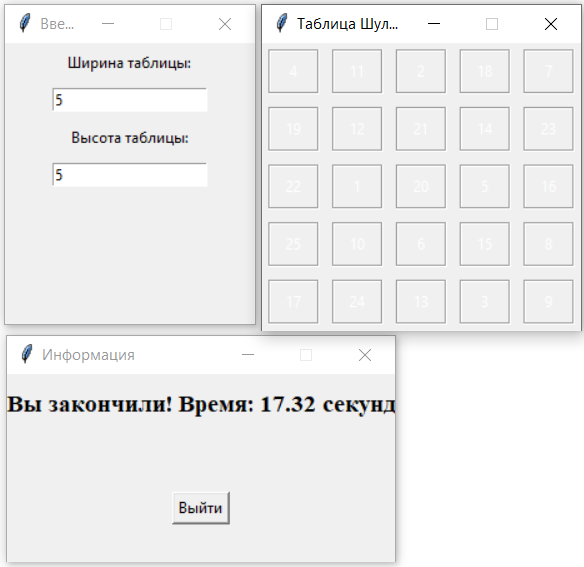 Вве...
Ширина таблицы:
5
Высота таблицы:
5
Таблица Шул...
4 11 2 18 7
19 12 21 14 23
22 1 20 5 16
25 10 6 15 8
17 24 13 3 9
Информация
Вы закончили! Время: 17.32 секунд
Выйти